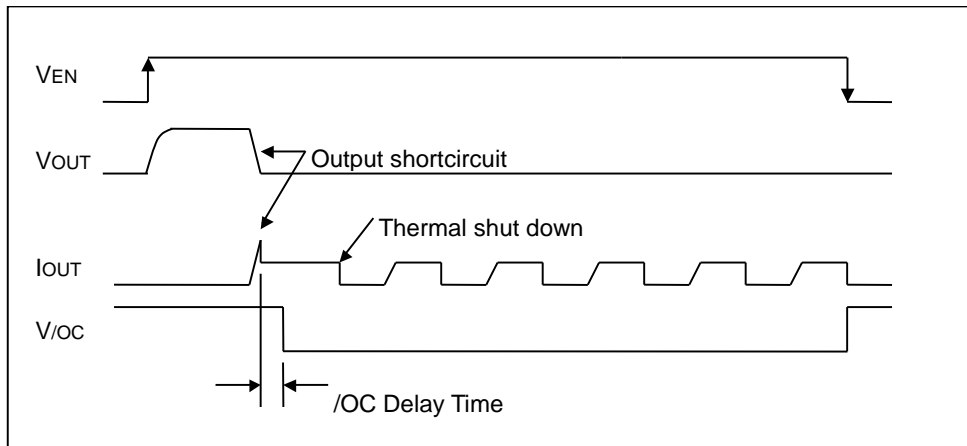 VEN
VOUT
Output shortcircuit
Thermal shut down
IOUT
V/OC
/OC Delay Time